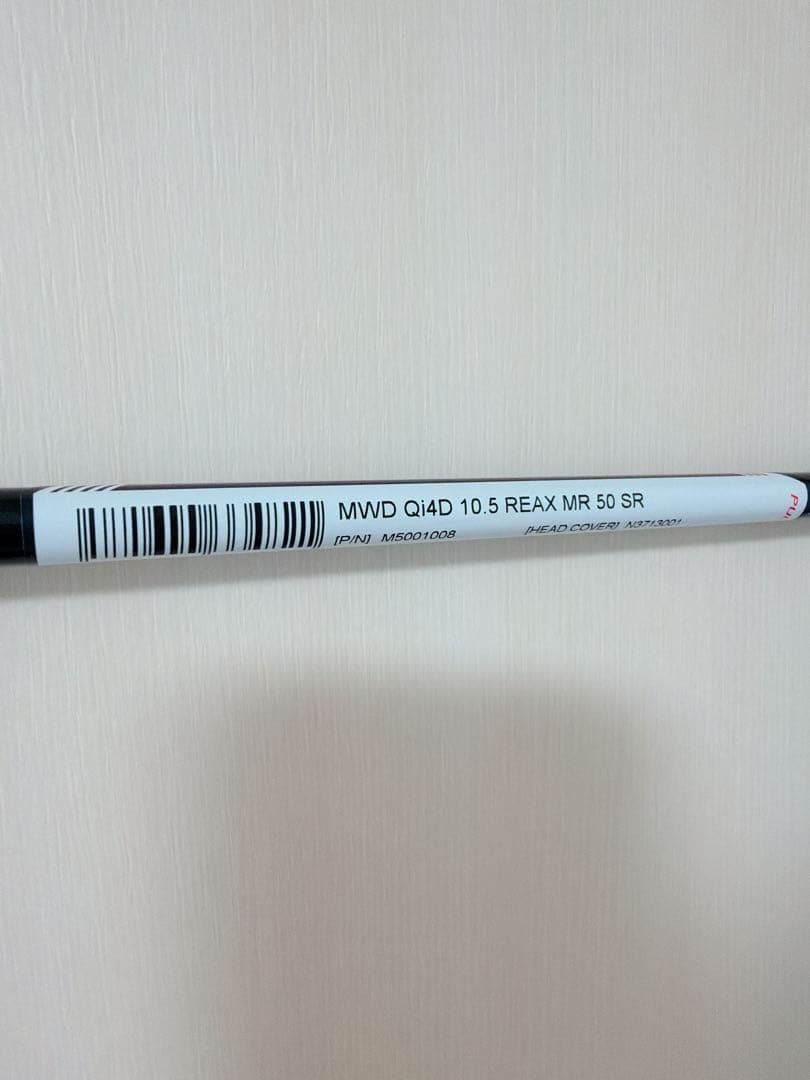 MWD Qi4D 10.5 REAX MR 50 SR
[P/N] M5001008 [HEAD COVER] N3713001